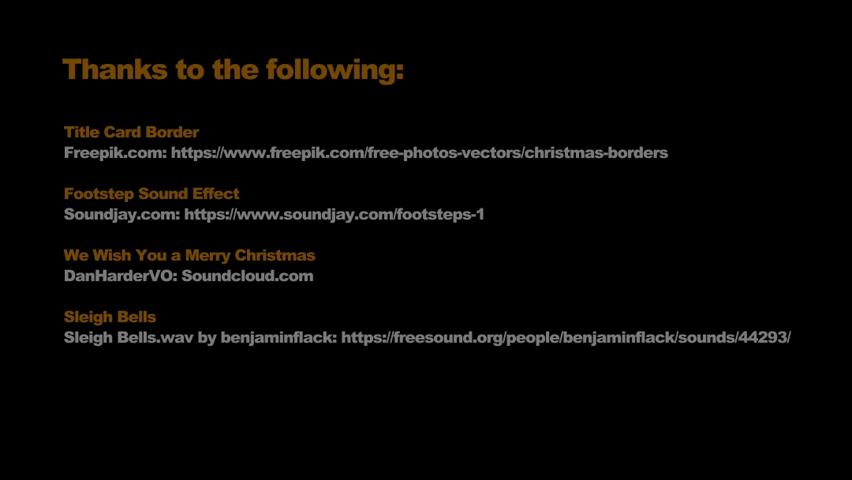 Thanks to the following:
Title Card Border
Freepik.com: https://www.freepik.com/free-photos-vectors/christmas-borders
Footstep Sound Effect
Soundjay.com: https://www.soundjay.com/footsteps-1
We Wish You a Merry Christmas
DanHarderVO: Soundcloud.com
Sleigh Bells
Sleigh Bells.wav by benjaminflack: https://freesound.org/people/benjaminflack/sounds/44293/